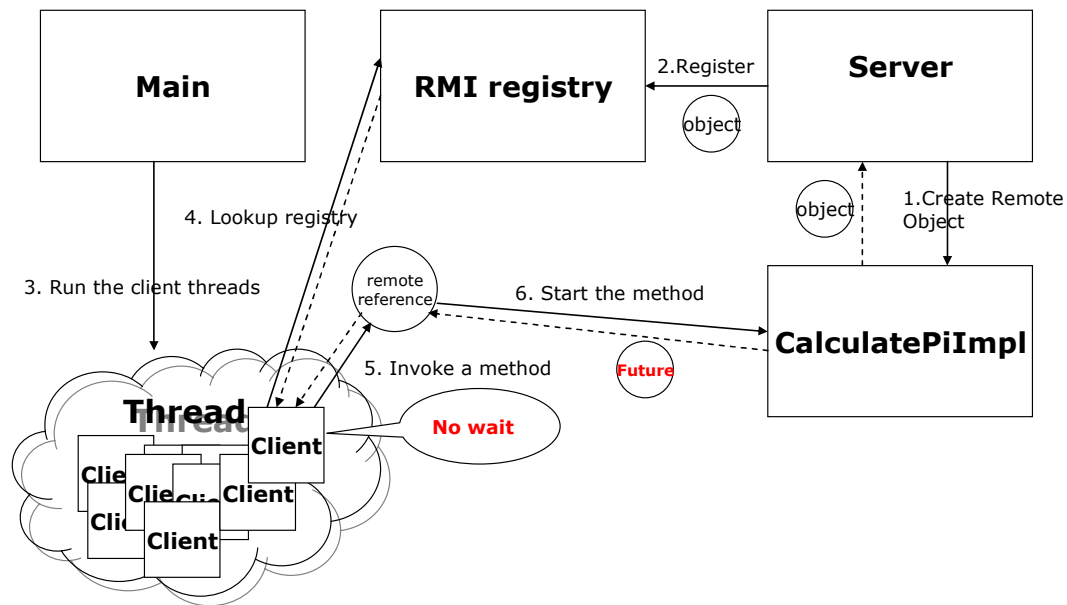 Main
RMI registry
Server
2.Register
object
object
1.Create Remote
Object
4. Lookup registry
3. Run the client threads
remote
reference
6. Start the method
CalculatePiImpl
Future
5. Invoke a method
Thread
No wait
Client
Client
Client
Client
Client
Client
Client